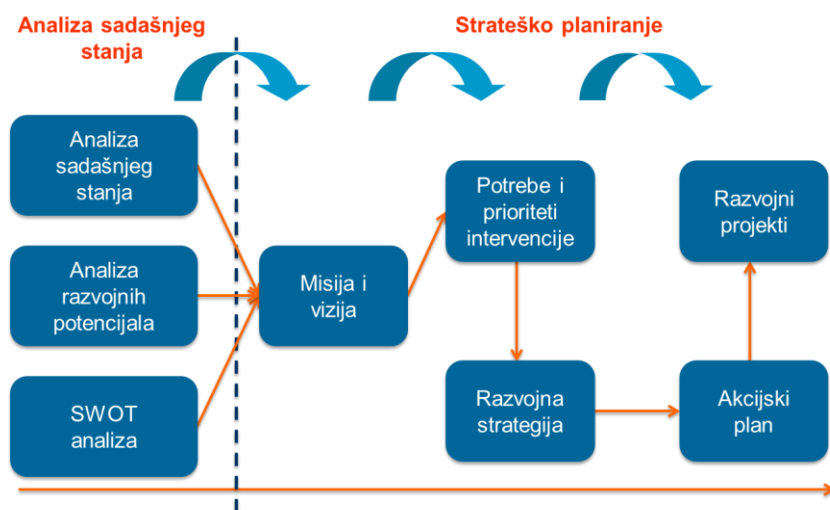 Analiza sadašnjeg
stanja
Strateško planiranje
Analiza
sadašnjeg
stanja
Analiza
razvojnih
potencijala
SWOT
analiza
Misija i
vizija
Potrebe i
prioriteti
intervencije
Razvojna
strategija
Razvojni
projekti
Akcijski
plan